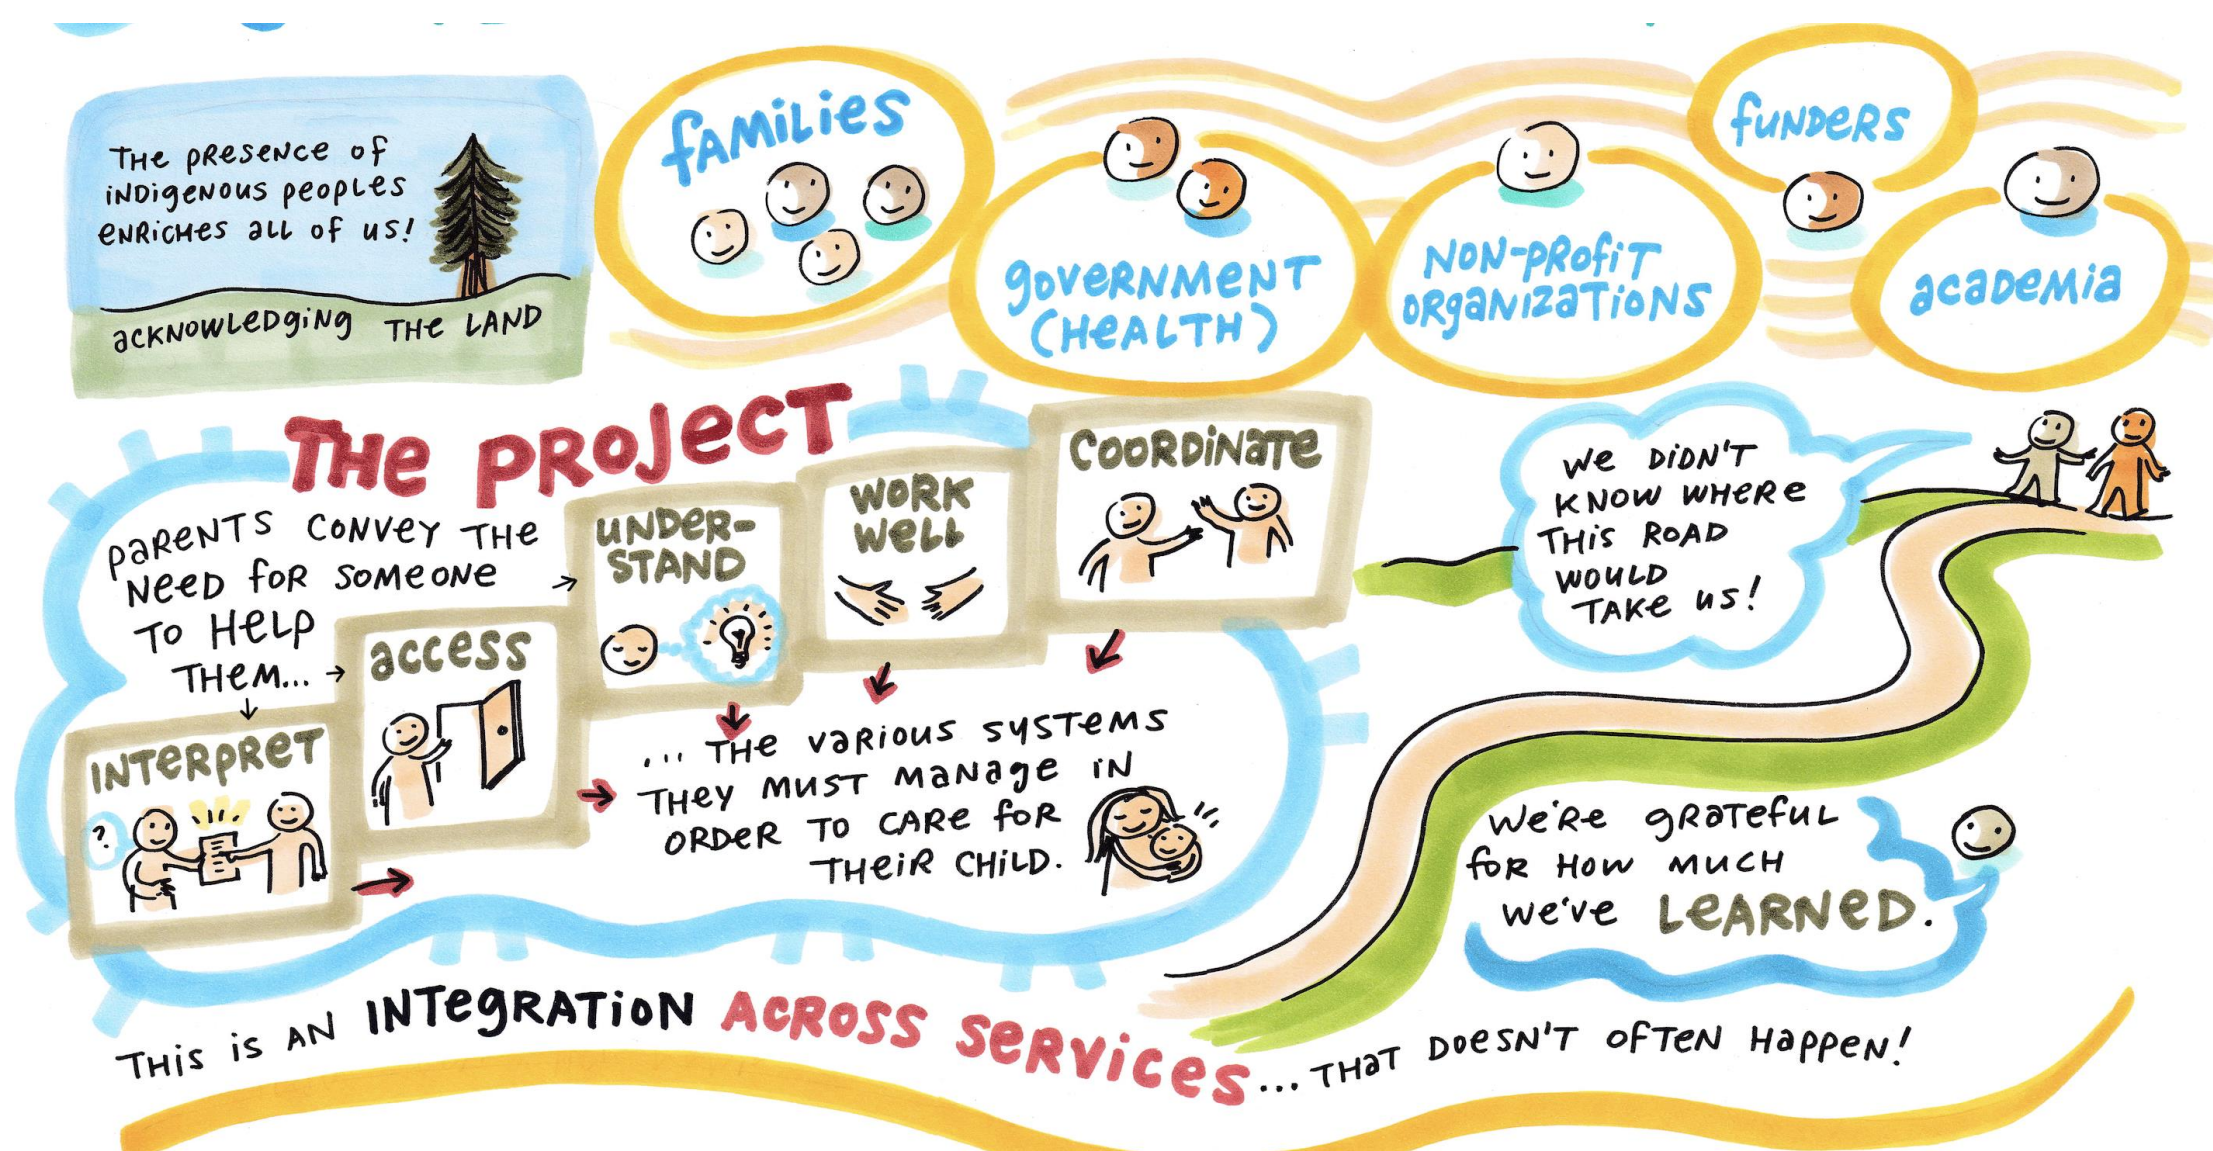 THE PRESENCE OF
INDIGENOUS PEOPLES
ENRICHES ALL OF US!
ACKNOWLEDGING THE LAND
FAMILIES
GOVERNMENT
(HEALTH)
NON-PROFIT
ORGANIZATIONS
FUNDERS
ACADEMIA
THE PROJECT
PARENTS CONVEY THE
NEED FOR SOMEONE
TO HELP
THEM...
INTERPRET
?
ACCESS
UNDER-
STAND
WORK
WELL
COORDINATE
... THE VARIOUS SYSTEMS
THEY MUST MANAGE IN
ORDER TO CARE FOR
THEIR CHILD.
WE DIDN'T
KNOW WHERE
THIS ROAD
WOULD
TAKE US!
WE'RE GRATEFUL
FOR HOW MUCH
WE'VE LEARNED.
THIS IS AN INTEGRATION ACROSS SERVICES... THAT DOESN'T OFTEN HAPPEN!